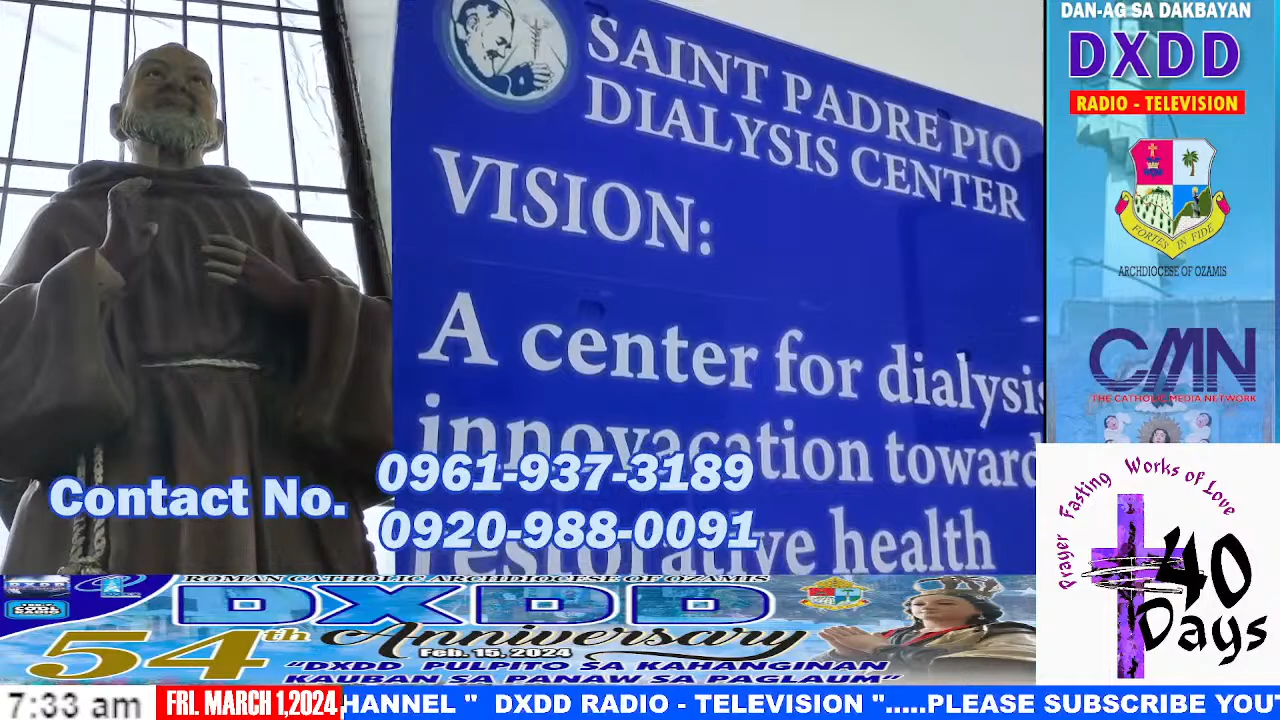 SAINT PADRE PIO
DIALYSIS CENTER
VISION:
A center for dialysis
innovacation toward
restorative health
Contact No.
0961-937-3189
0920-988-0091
DAN-AG SA DAKBAYAN
DXDD
RADIO - TELEVISION
FORTES IN FIDE
ARCHDIOCESE OF OZAMIS
CMN
THE CATHOLIC MEDIA NETWORK
Prayer Fasting Works of Love
40
Days
ROMAN CATHOLIC ARCHDIOCESE OF OZAMIS
DXDD
54th Anniversary
Feb. 15, 2024
"DXDD PULPITO SA KAHANGINAN
KAUBAN SA PANAW SA PAGLAUM"
7:33 am
FRI. MARCH 1,2024
HANNEL " DXDD RADIO - TELEVISION ".....PLEASE SUBSCRIBE YOU